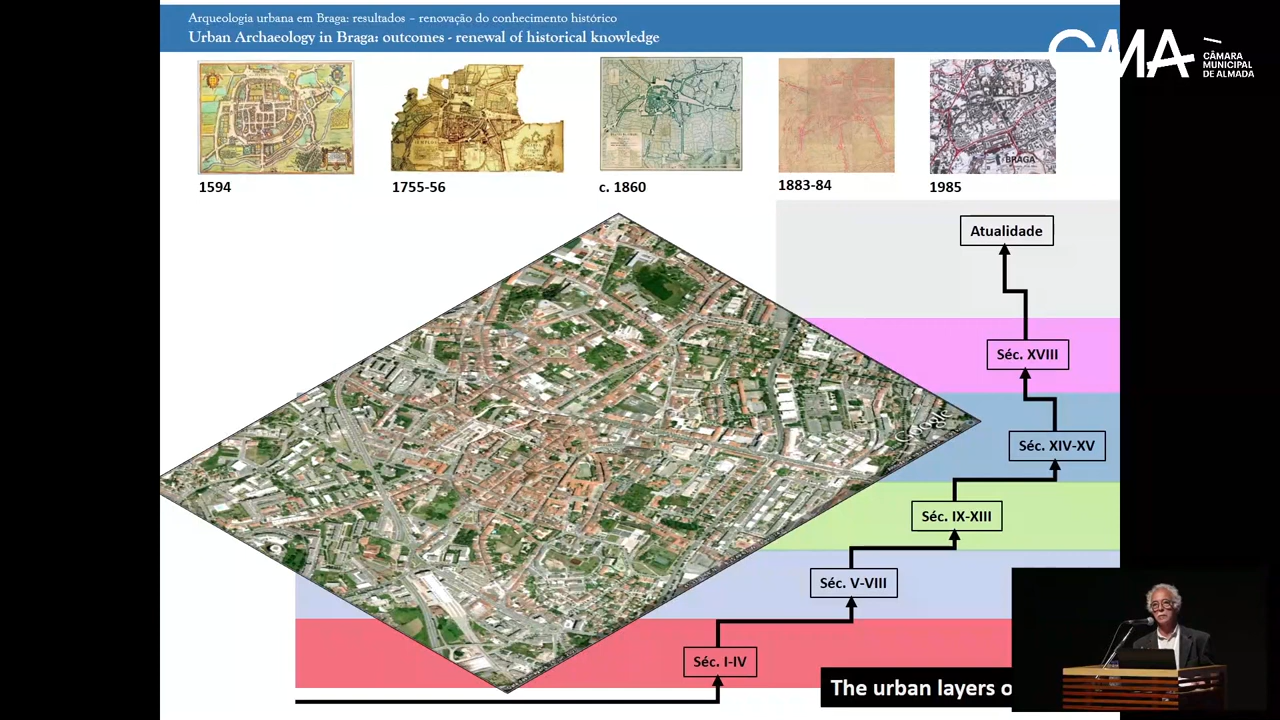 Arqueologia urbana em Braga: resultados – renovação do conhecimento histórico
Urban Archaeology in Braga: outcomes - renewal of historical knowledge
CMA
CÂMARA
MUNICIPAL
DE ALMADA
BRAGA
1594
1755-56
c. 1860
1883-84
1985
Atualidade
Séc. XVIII
Google
Séc. XIV-XV
Séc. IX-XIII
Séc. V-VIII
Séc. I-IV
The urban layers o